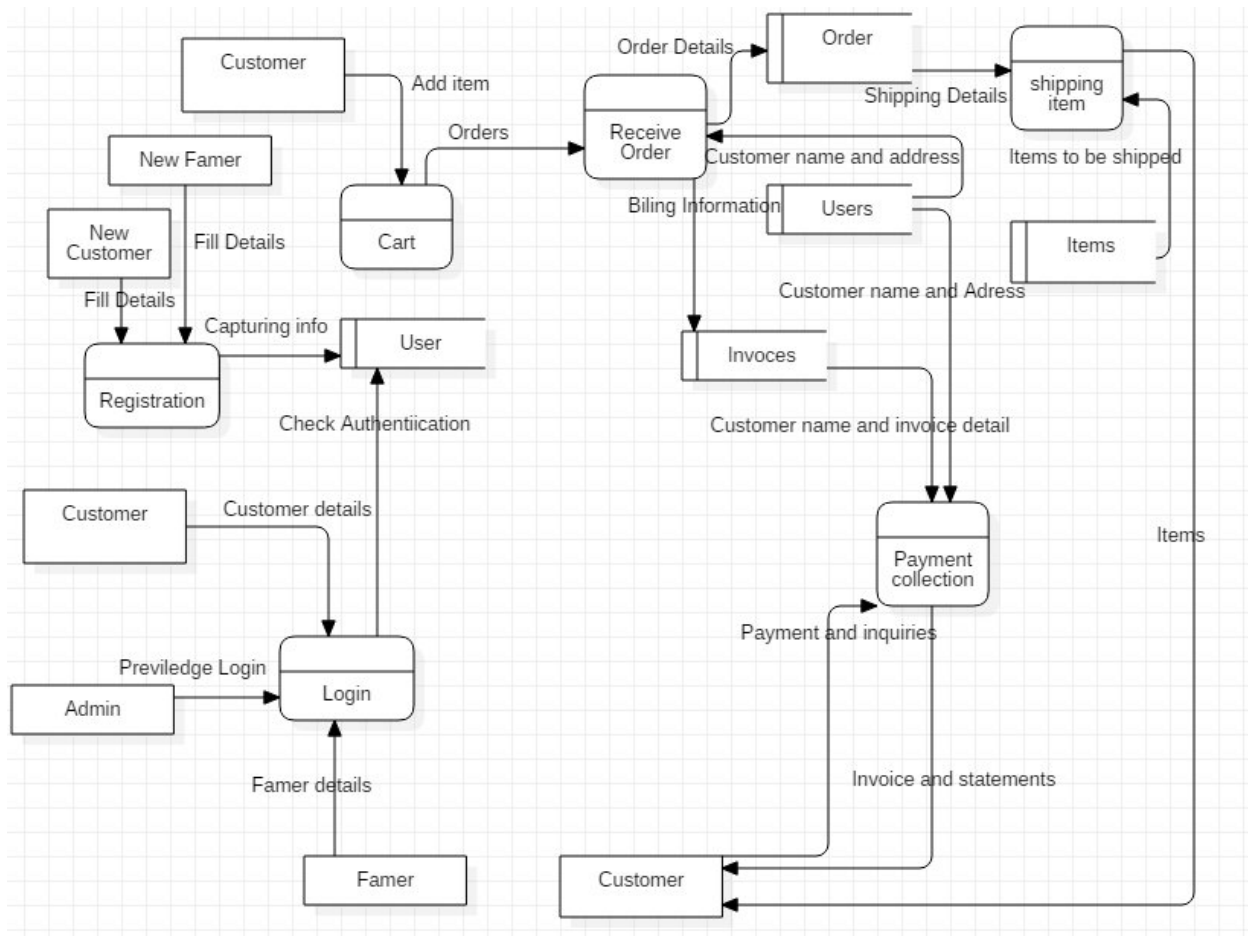 Order
Customer
Order Details
Add item
shipping
item
Shipping Details
Orders
Receive
Order
New Famer
Customer name and address
Items to be shipped
Biling Information
Users
New
Customer
Fill Details
Cart
Items
Fill Details
Customer name and Adress
Capturing info
User
Invoces
Registration
Check Authentiication
Customer name and invoice detail
Customer
Customer details
Items
Payment
collection
Payment and inquiries
Previledge Login
Login
Admin
Famer details
Invoice and statements
Famer
Customer